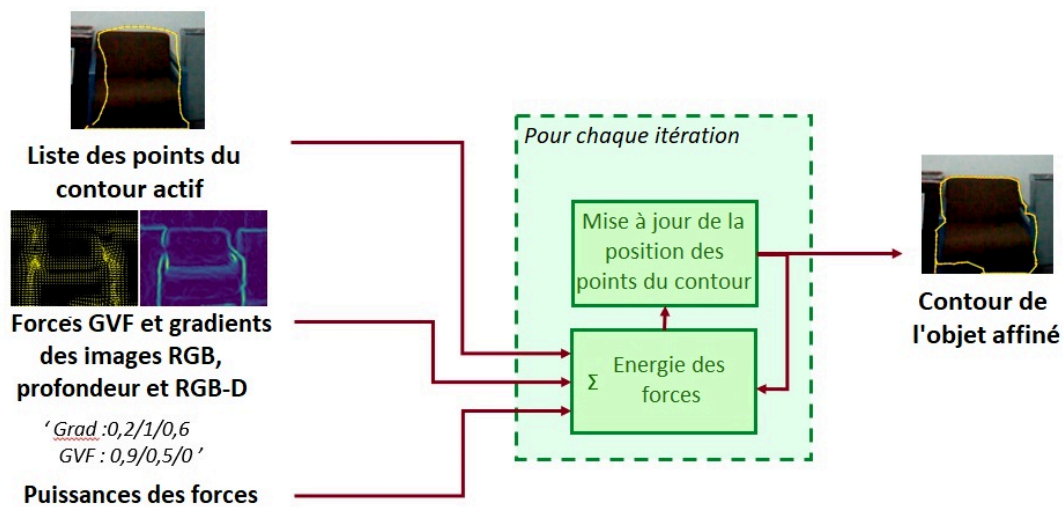 Liste des points du
contour actif
Forces GVF et gradients
des images RGB,
profondeur et RGB-D
‘ Grad :0,2/1/0,6
GVF : 0,9/0,5/0 ’
Puissances des forces
Pour chaque itération
Mise à jour de la
position des
points du contour
Σ Energie des
forces
Contour de
l'objet affiné